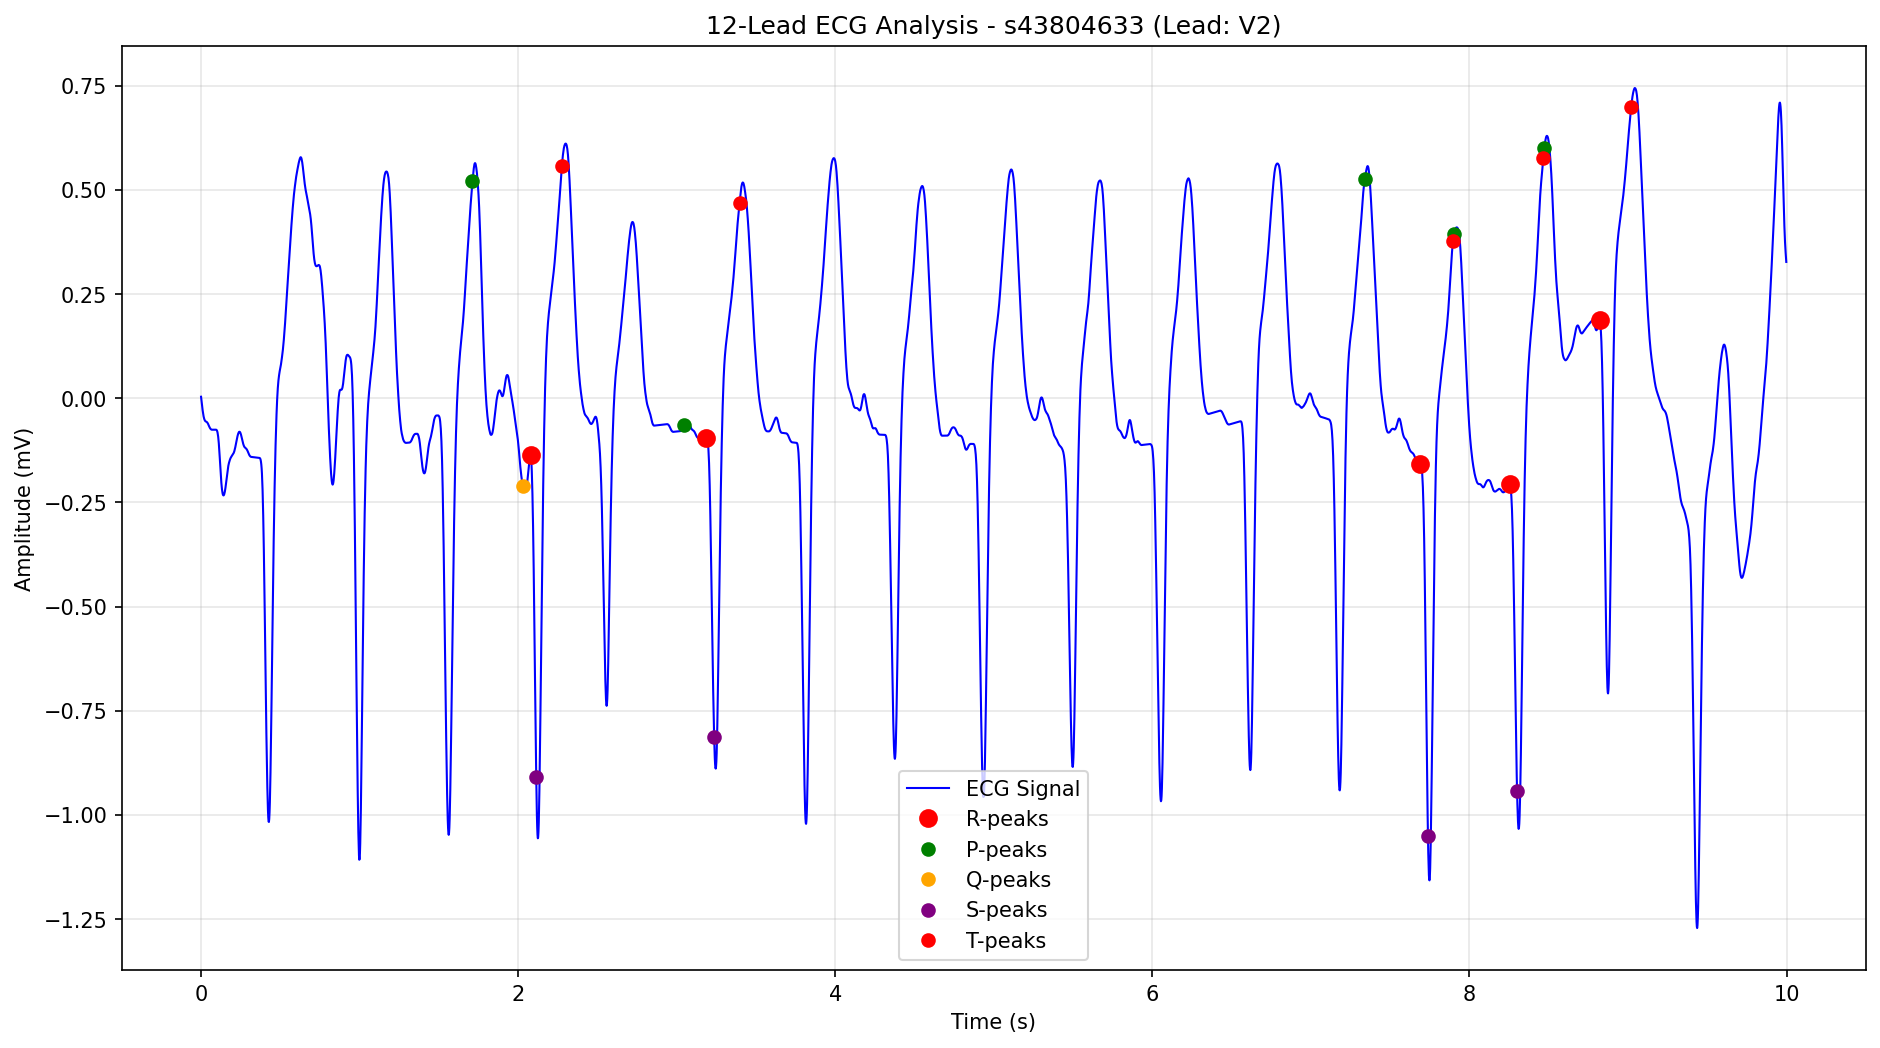 12-Lead ECG Analysis - s43804633 (Lead: V2)
Amplitude (mV)
0.75
0.50
0.25
0.00
−0.25
−0.50
−0.75
−1.00
−1.25
ECG Signal
R-peaks
P-peaks
Q-peaks
S-peaks
T-peaks
0 2 4 6 8 10
Time (s)